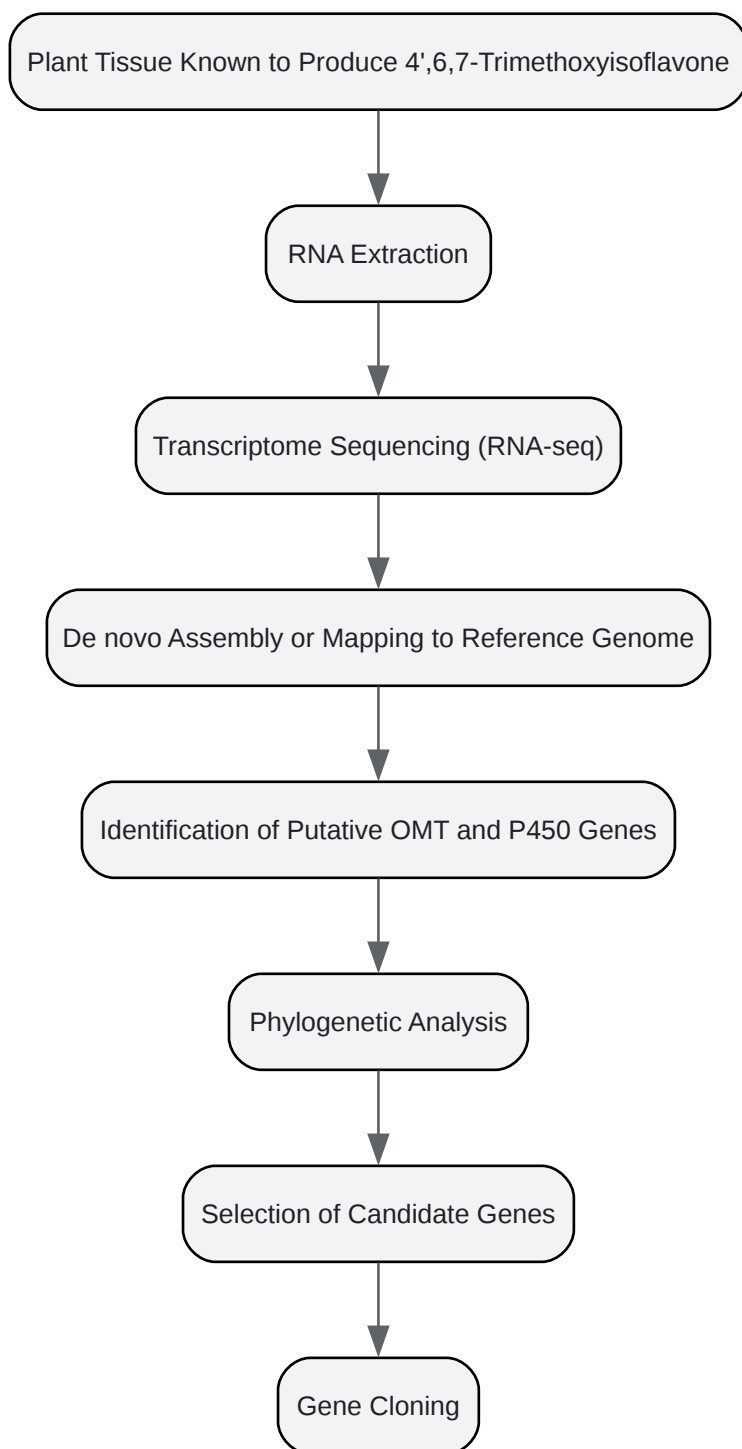 Plant Tissue Known to Produce 4',6,7-Trimethoxyisoflavone
RNA Extraction
Transcriptome Sequencing (RNA-seq)
De novo Assembly or Mapping to Reference Genome
Identification of Putative OMT and P450 Genes
Phylogenetic Analysis
Selection of Candidate Genes
Gene Cloning